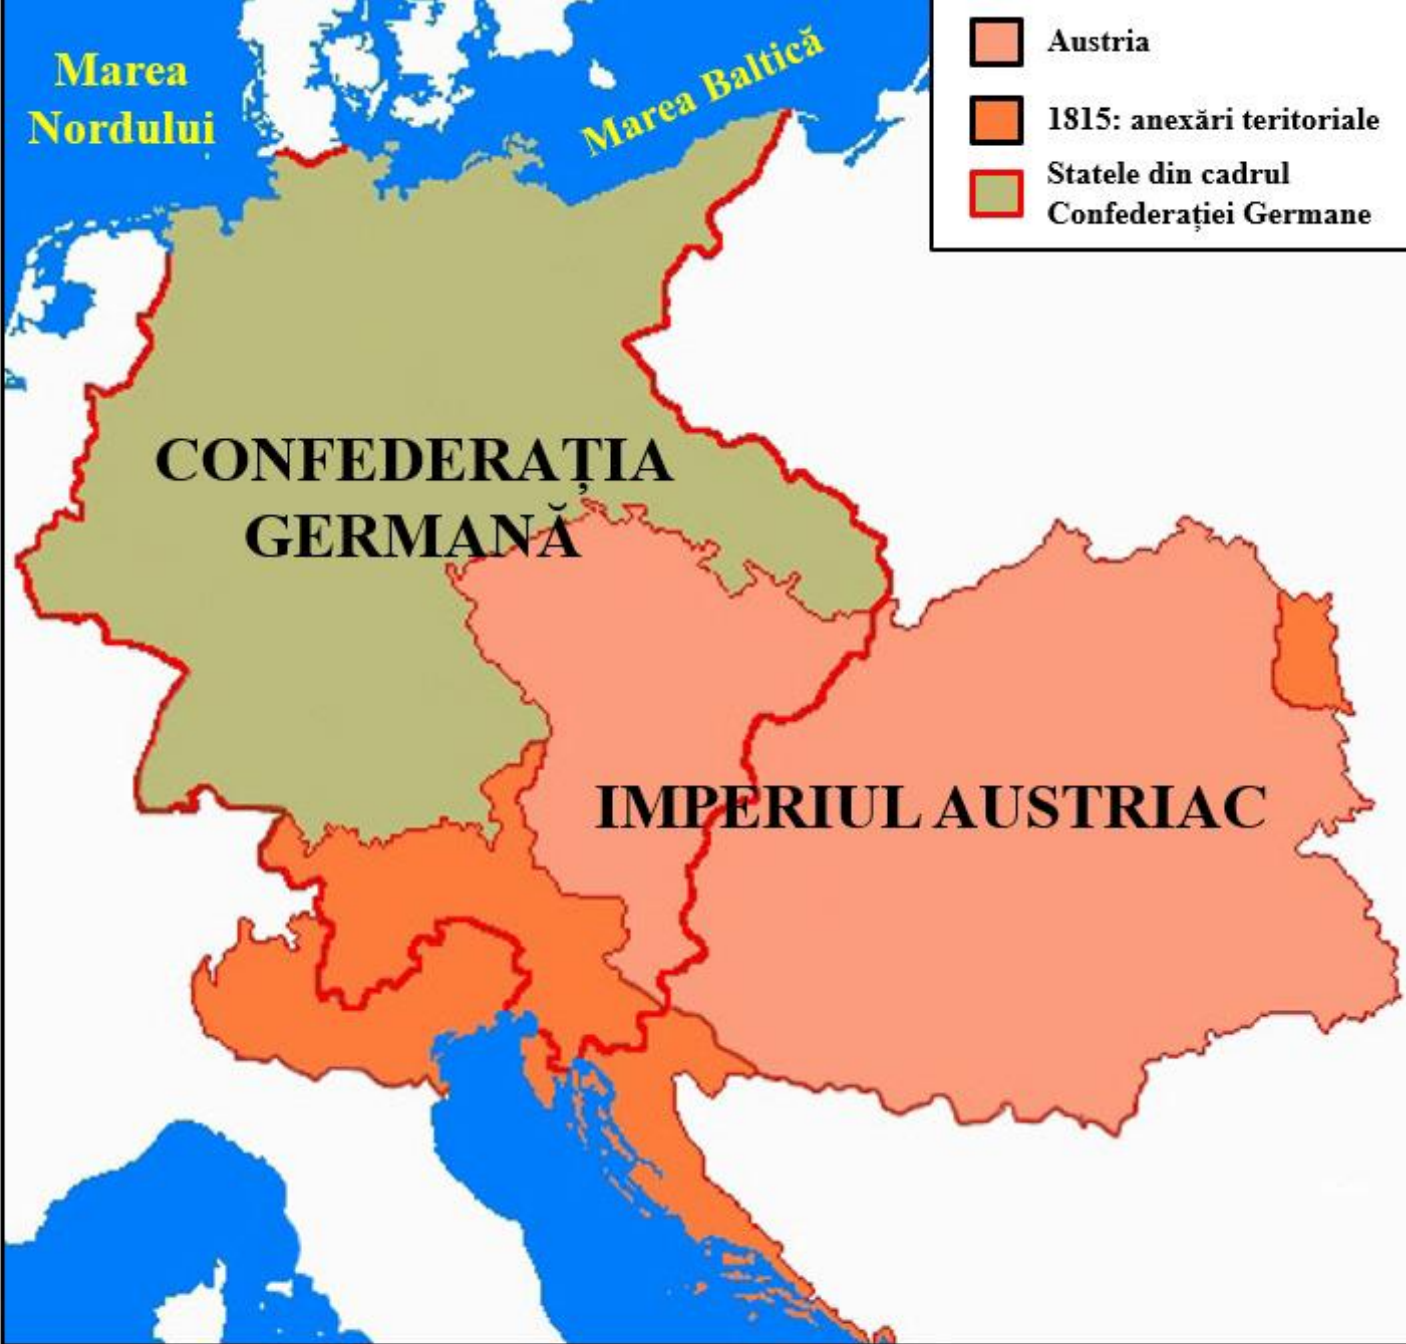 Marea
Nordului
Marea Baltică
Austria
1815: anexări teritoriale
Statele din cadrul
Confederației Germane
CONFEDERAȚIA
GERMANĂ
IMPERIUL AUSTRIAC